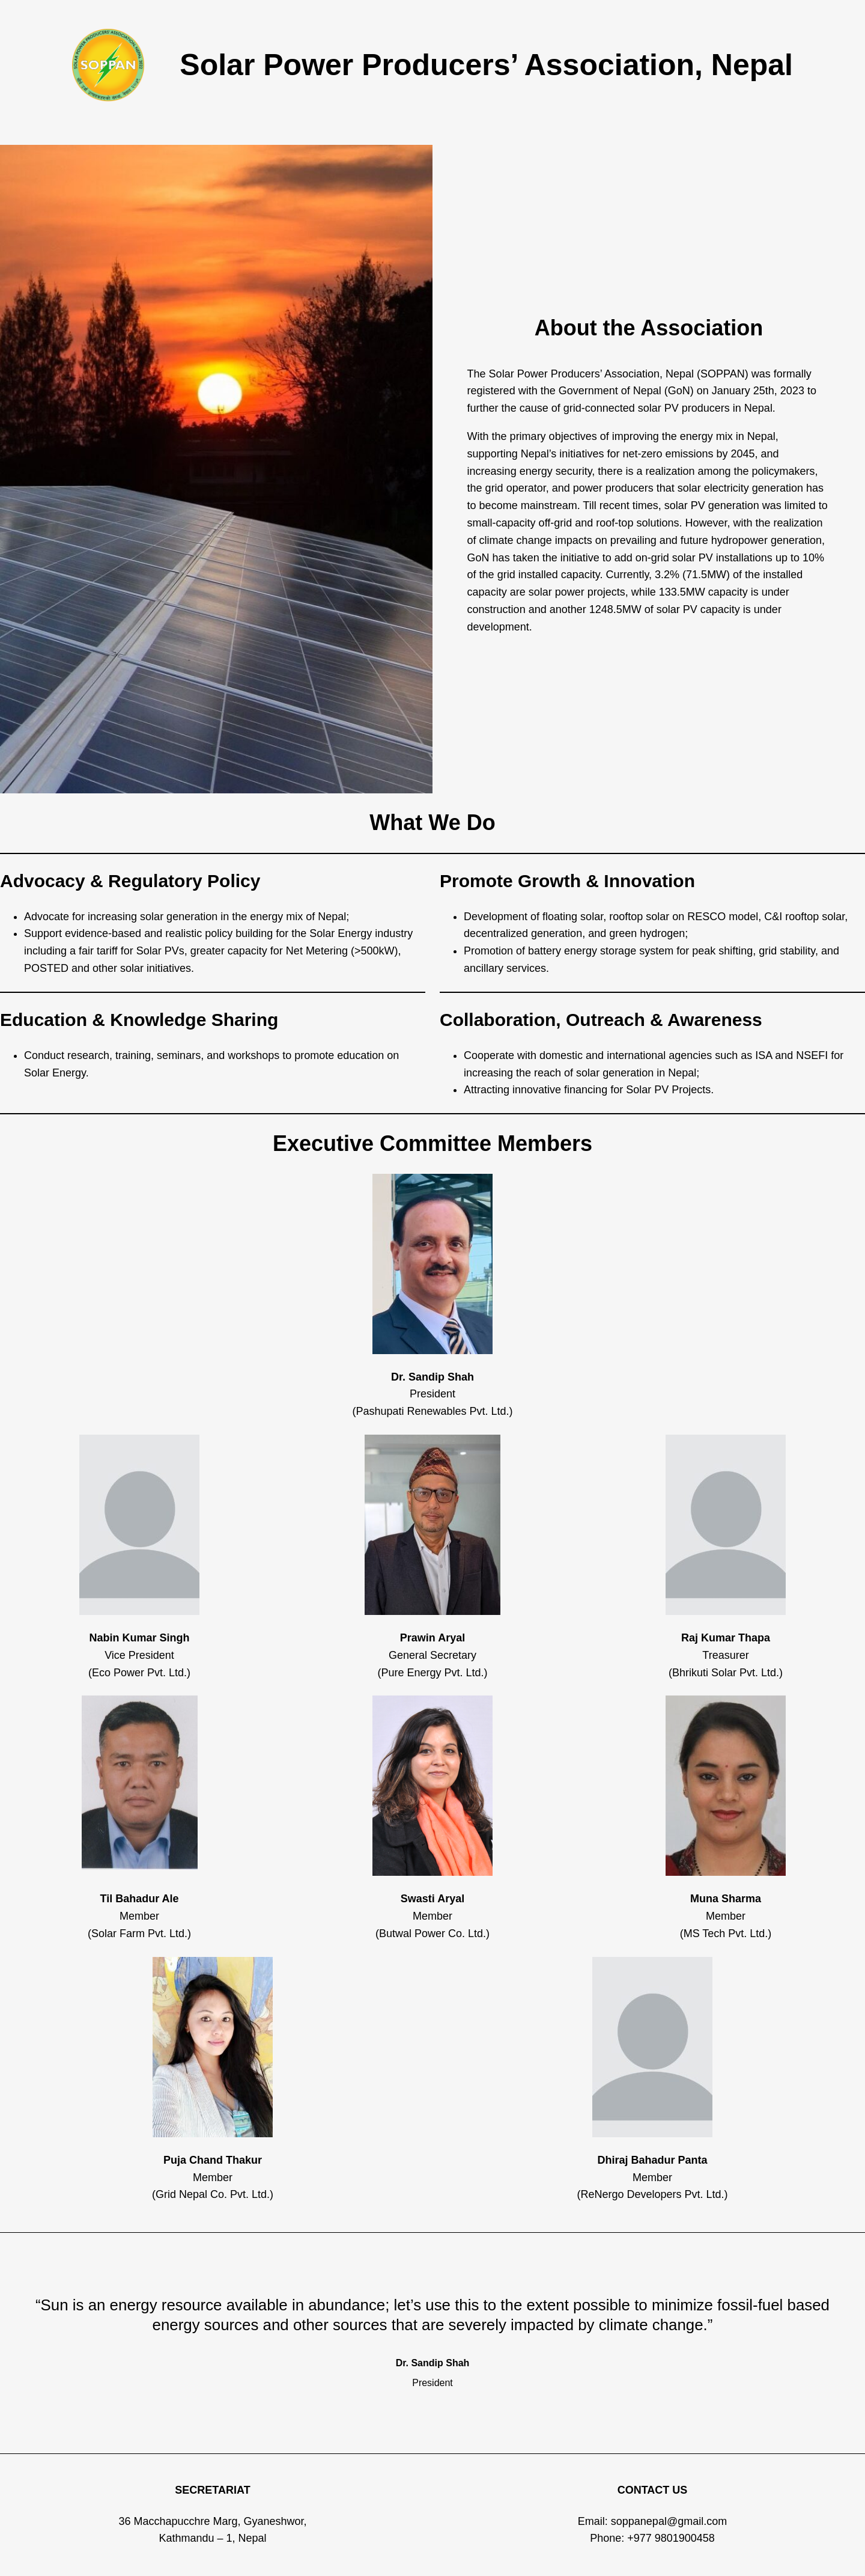 SOPPAN
Solar Power Producers’ Association, Nepal
About the Association
The Solar Power Producers’ Association, Nepal (SOPPAN) was formally
registered with the Government of Nepal (GoN) on January 25th, 2023 to
further the cause of grid-connected solar PV producers in Nepal.
With the primary objectives of improving the energy mix in Nepal,
supporting Nepal’s initiatives for net-zero emissions by 2045, and
increasing energy security, there is a realization among the policymakers,
the grid operator, and power producers that solar electricity generation has
to become mainstream. Till recent times, solar PV generation was limited to
small-capacity off-grid and roof-top solutions. However, with the realization
of climate change impacts on prevailing and future hydropower generation,
GoN has taken the initiative to add on-grid solar PV installations up to 10%
of the grid installed capacity. Currently, 3.2% (71.5MW) of the installed
capacity are solar power projects, while 133.5MW capacity is under
construction and another 1248.5MW of solar PV capacity is under
development.
What We Do
Advocacy & Regulatory Policy
• Advocate for increasing solar generation in the energy mix of Nepal;
• Support evidence-based and realistic policy building for the Solar Energy industry
including a fair tariff for Solar PVs, greater capacity for Net Metering (>500kW),
POSTED and other solar initiatives.
Promote Growth & Innovation
• Development of floating solar, rooftop solar on RESCO model, C&I rooftop solar,
decentralized generation, and green hydrogen;
• Promotion of battery energy storage system for peak shifting, grid stability, and
ancillary services.
Education & Knowledge Sharing
• Conduct research, training, seminars, and workshops to promote education on
Solar Energy.
Collaboration, Outreach & Awareness
• Cooperate with domestic and international agencies such as ISA and NSEFI for
increasing the reach of solar generation in Nepal;
• Attracting innovative financing for Solar PV Projects.
Executive Committee Members
Dr. Sandip Shah
President
(Pashupati Renewables Pvt. Ltd.)
Nabin Kumar Singh
Vice President
(Eco Power Pvt. Ltd.)
Prawin Aryal
General Secretary
(Pure Energy Pvt. Ltd.)
Raj Kumar Thapa
Treasurer
(Bhrikuti Solar Pvt. Ltd.)
Til Bahadur Ale
Member
(Solar Farm Pvt. Ltd.)
Swasti Aryal
Member
(Butwal Power Co. Ltd.)
Muna Sharma
Member
(MS Tech Pvt. Ltd.)
Puja Chand Thakur
Member
(Grid Nepal Co. Pvt. Ltd.)
Dhiraj Bahadur Panta
Member
(ReNergo Developers Pvt. Ltd.)
“Sun is an energy resource available in abundance; let’s use this to the extent possible to minimize fossil-fuel based
energy sources and other sources that are severely impacted by climate change.”
Dr. Sandip Shah
President
SECRETARIAT
36 Macchapucchre Marg, Gyaneshwor,
Kathmandu – 1, Nepal
CONTACT US
Email: soppanepal@gmail.com
Phone: +977 9801900458